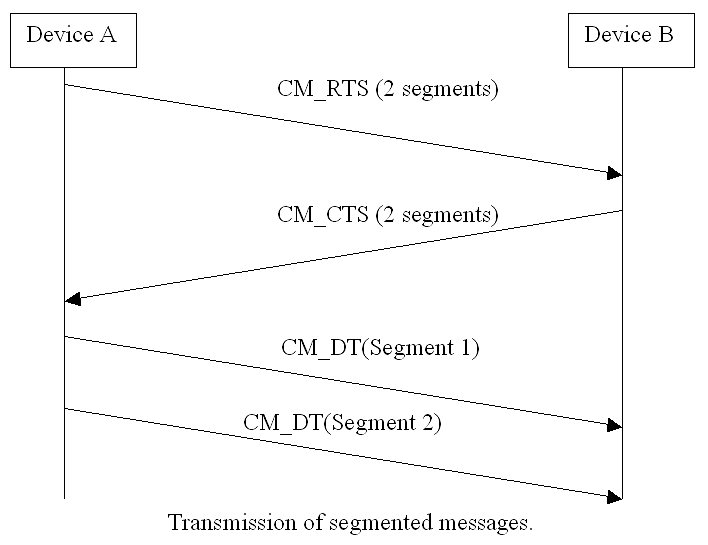 Device A
Device B
CM_RTS (2 segments)
CM_CTS (2 segments)
CM_DT(Segment 1)
CM_DT(Segment 2)
Transmission of segmented messages.